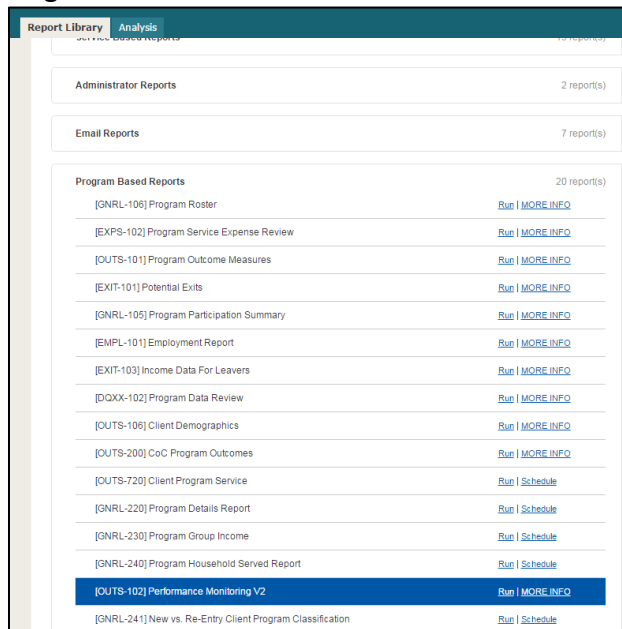 Report Library Analysis
Service Based Reports 13 report(s)
Administrator Reports 2 report(s)
Email Reports 7 report(s)
Program Based Reports 20 report(s)
[GNRL-106] Program Roster Run | MORE INFO
[EXPS-102] Program Service Expense Review Run | MORE INFO
[OUTS-101] Program Outcome Measures Run | MORE INFO
[EXIT-101] Potential Exits Run | MORE INFO
[GNRL-105] Program Participation Summary Run | MORE INFO
[EMPL-101] Employment Report Run | MORE INFO
[EXIT-103] Income Data For Leavers Run | MORE INFO
[DQXX-102] Program Data Review Run | MORE INFO
[OUTS-106] Client Demographics Run | MORE INFO
[OUTS-200] CoC Program Outcomes Run | MORE INFO
[OUTS-720] Client Program Service Run | Schedule
[GNRL-220] Program Details Report Run | Schedule
[GNRL-230] Program Group Income Run | Schedule
[GNRL-240] Program Household Served Report Run | Schedule
[OUTS-102] Performance Monitoring V2 Run | MORE INFO
[GNRL-241] New vs. Re-Entry Client Program Classification Run | Schedule